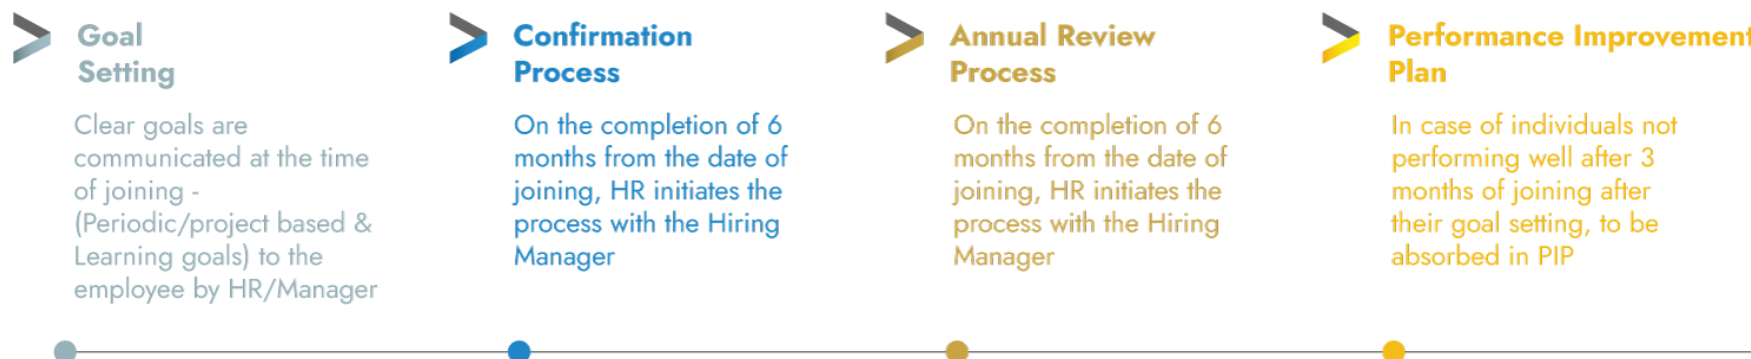 Goal
Setting
Clear goals are
communicated at the time
of joining -
(Periodic/project based &
Learning goals) to the
employee by HR/Manager
Confirmation
Process
On the completion of 6
months from the date of
joining, HR initiates the
process with the Hiring
Manager
Annual Review
Process
On the completion of 6
months from the date of
joining, HR initiates the
process with the Hiring
Manager
Performance Improvement
Plan
In case of individuals not
performing well after 3
months of joining after
their goal setting, to be
absorbed in PIP